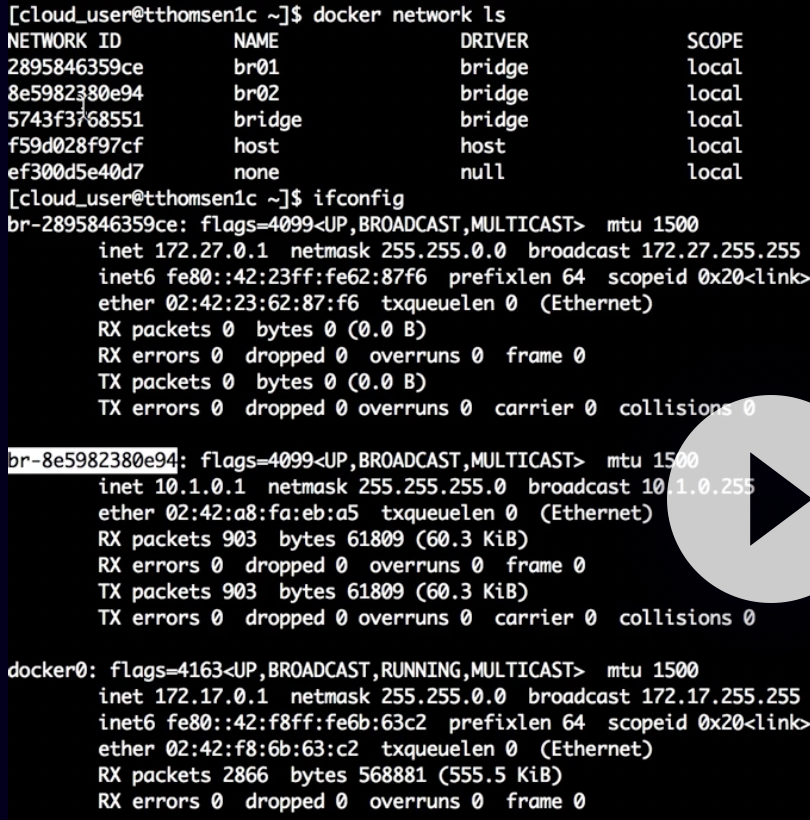 [cloud_user@tthomsen1c ~]$ docker network ls
NETWORK ID NAME DRIVER SCOPE
2895846359ce br01 bridge local
8e5982380e94 br02 bridge local
5743f3768551 bridge bridge local
f59d028f97cf host host local
ef300d5e40d7 none null local
[cloud_user@tthomsen1c ~]$ ifconfig
br-2895846359ce: flags=4099<UP,BROADCAST,MULTICAST> mtu 1500
inet 172.27.0.1 netmask 255.255.0.0 broadcast 172.27.255.255
inet6 fe80::42:23ff:fe62:87f6 prefixlen 64 scopeid 0x20<link>
ether 02:42:23:62:87:f6 txqueuelen 0 (Ethernet)
RX packets 0 bytes 0 (0.0 B)
RX errors 0 dropped 0 overruns 0 frame 0
TX packets 0 bytes 0 (0.0 B)
TX errors 0 dropped 0 overruns 0 carrier 0 collisions 0
br-8e5982380e94: flags=4099<UP,BROADCAST,MULTICAST> mtu 1500
inet 10.1.0.1 netmask 255.255.255.0 broadcast 10.1.0.255
ether 02:42:a8:fa:eb:a5 txqueuelen 0 (Ethernet)
RX packets 903 bytes 61809 (60.3 KiB)
RX errors 0 dropped 0 overruns 0 frame 0
TX packets 903 bytes 61809 (60.3 KiB)
TX errors 0 dropped 0 overruns 0 carrier 0 collisions 0
docker0: flags=4163<UP,BROADCAST,RUNNING,MULTICAST> mtu 1500
inet 172.17.0.1 netmask 255.255.0.0 broadcast 172.17.255.255
inet6 fe80::42:f8ff:fe6b:63c2 prefixlen 64 scopeid 0x20<link>
ether 02:42:f8:6b:63:c2 txqueuelen 0 (Ethernet)
RX packets 2866 bytes 568881 (555.5 KiB)
RX errors 0 dropped 0 overruns 0 frame 0